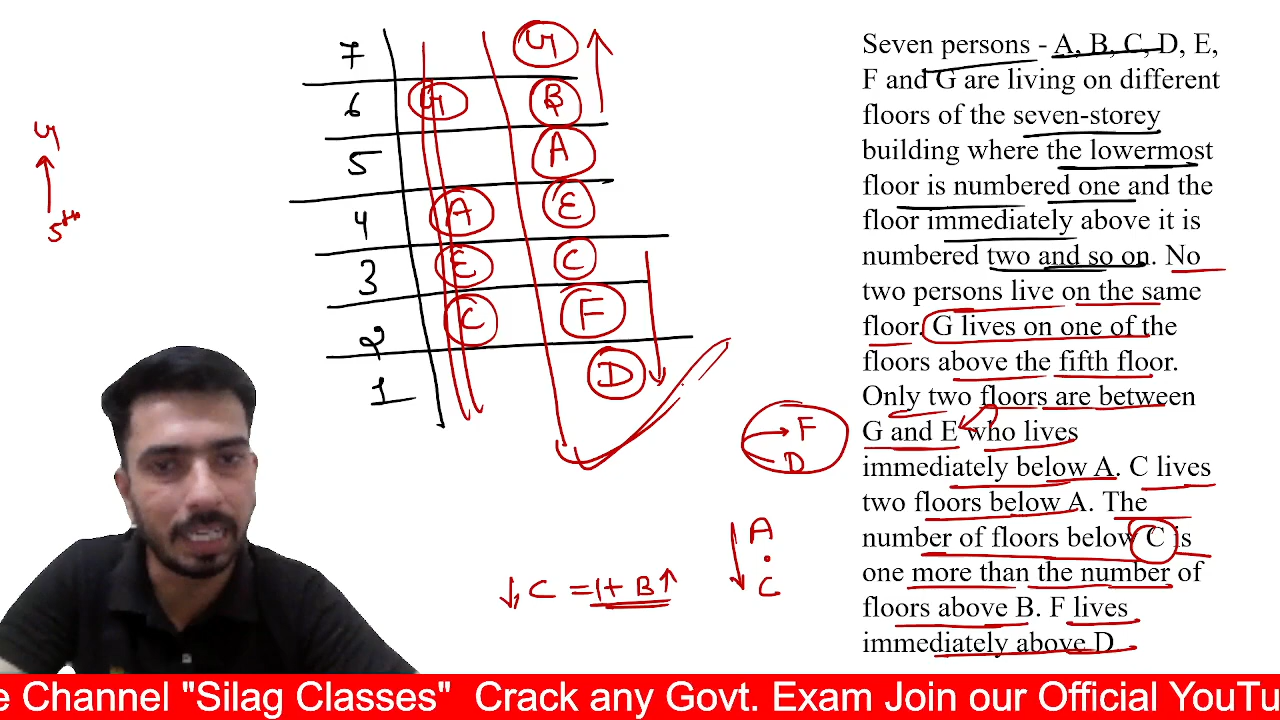 7 G
6 G B
5 A
4 A E
3 E C
2 C F
1 D
G
5th
F
D
A
C
↓ C = 1 + B ↑
Seven persons - A, B, C, D, E,
F and G are living on different
floors of the seven-storey
building where the lowermost
floor is numbered one and the
floor immediately above it is
numbered two and so on. No
two persons live on the same
floor. G lives on one of the
floors above the fifth floor.
Only two floors are between
G and E who lives
immediately below A. C lives
two floors below A. The
number of floors below C is
one more than the number of
floors above B. F lives
immediately above D.
e Channel "Silag Classes" Crack any Govt. Exam Join our Official YouTu